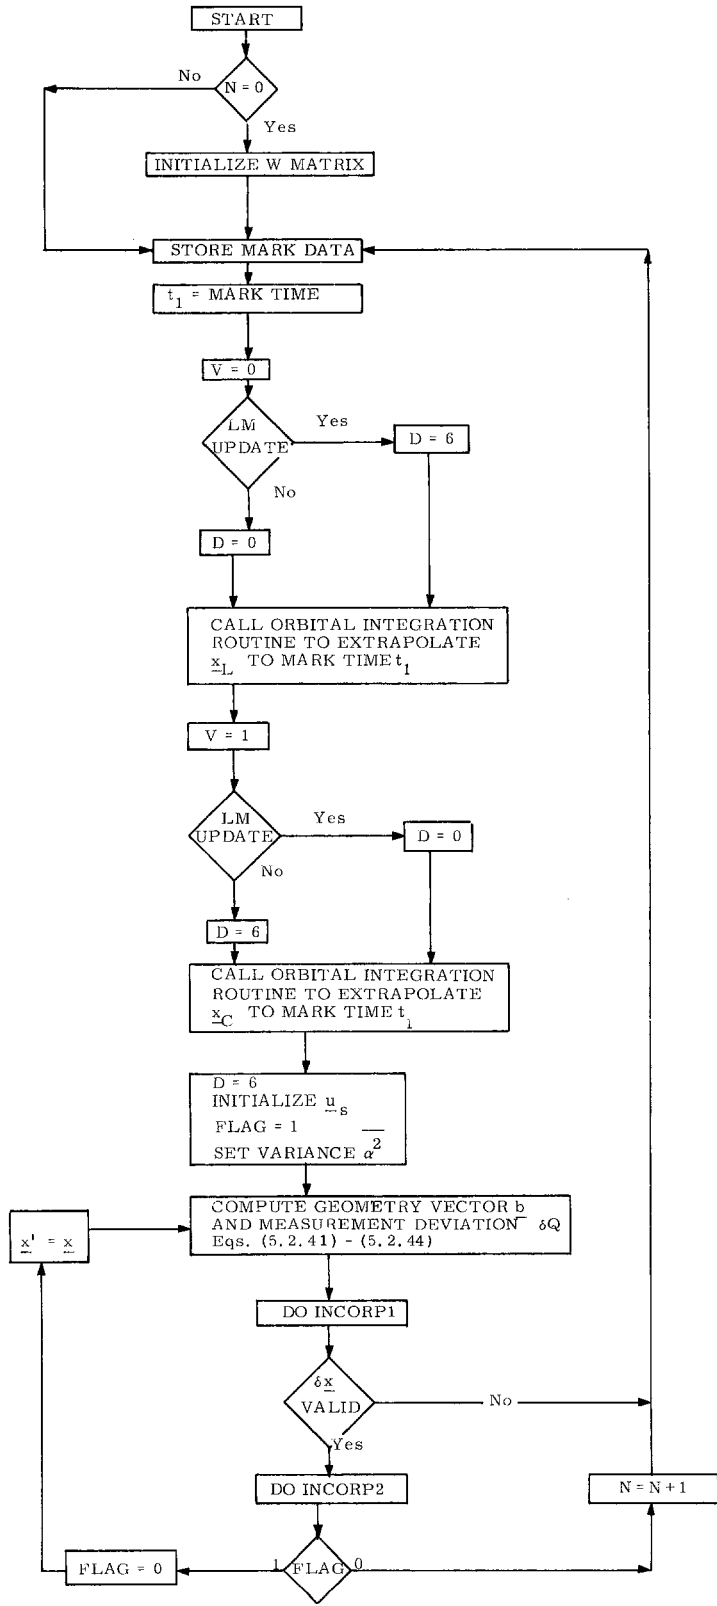 START
No
N = 0
Yes
INITIALIZE W MATRIX
STORE MARK DATA
t1 = MARK TIME
V = 0
LM
UPDATE
Yes
D = 6
No
D = 0
CALL ORBITAL INTEGRATION
ROUTINE TO EXTRAPOLATE
x̲L TO MARK TIME t1
V = 1
LM
UPDATE
Yes
D = 0
No
D = 6
CALL ORBITAL INTEGRATION
ROUTINE TO EXTRAPOLATE
x̲C TO MARK TIME t1
D = 6
INITIALIZE u̲s
FLAG = 1
SET VARIANCE α̅²
COMPUTE GEOMETRY VECTOR b̲
AND MEASUREMENT DEVIATION δQ
Eqs. (5.2.41) - (5.2.44)
x̲' = x̲
DO INCORP1
δx̲
VALID
No
Yes
DO INCORP2
N = N + 1
FLAG = 0
1
FLAG
0